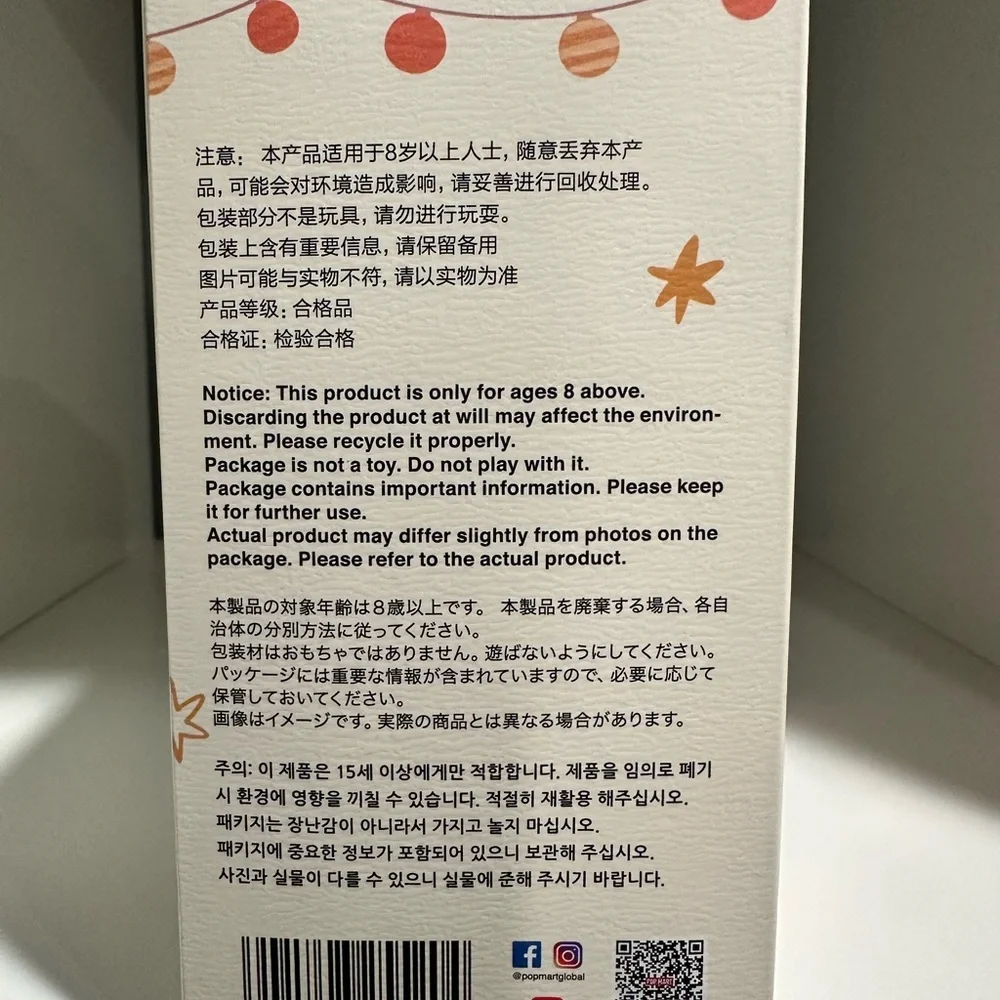 注意： 本产品适用于8岁以上人士, 随意丢弃本产
品, 可能会对环境造成影响, 请妥善进行回收处理。
包装部分不是玩具, 请勿进行玩耍。
包装上含有重要信息, 请保留备用
图片可能与实物不符, 请以实物为准
产品等级: 合格品
合格证: 检验合格
Notice: This product is only for ages 8 above.
Discarding the product at will may affect the environ-
ment. Please recycle it properly.
Package is not a toy. Do not play with it.
Package contains important information. Please keep
it for further use.
Actual product may differ slightly from photos on the
package. Please refer to the actual product.
本製品の対象年齢は8歳以上です。 本製品を廃棄する場合、各自
治体の分別方法に従ってください。
包装材はおもちゃではありません。遊ばないようにしてください。
パッケージには重要な情報が含まれていますので、必要に応じて
保管しておいてください。
画像はイメージです。実際の商品とは異なる場合があります。
주의: 이 제품은 15세 이상에게만 적합합니다. 제품을 임의로 폐기
시 환경에 영향을 끼칠 수 있습니다. 적절히 재활용 해주십시오.
패키지는 장난감이 아니라서 가지고 놀지 마십시오.
패키지에 중요한 정보가 포함되어 있으니 보관해 주십시오.
사진과 실물이 다를 수 있으니 실물에 준해 주시기 바랍니다.
@popmartglobal
POP MART